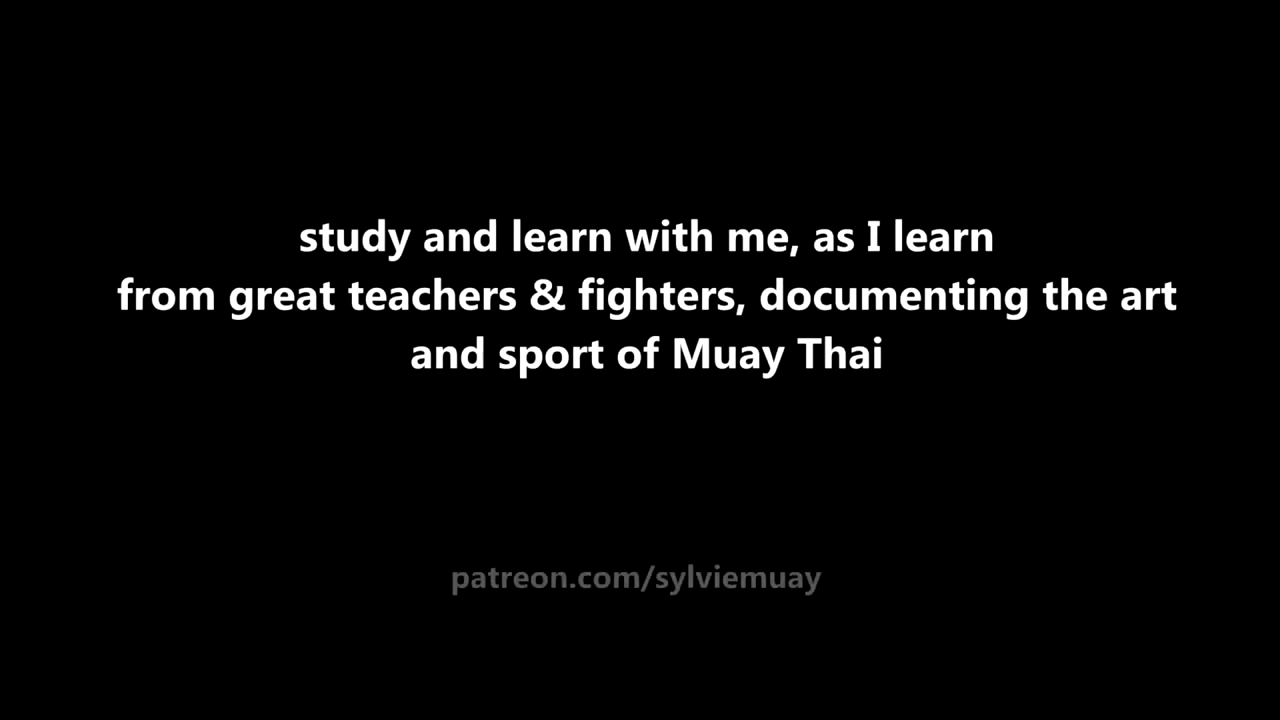 study and learn with me, as I learn
from great teachers & fighters, documenting the art
and sport of Muay Thai
patreon.com/sylviemuay